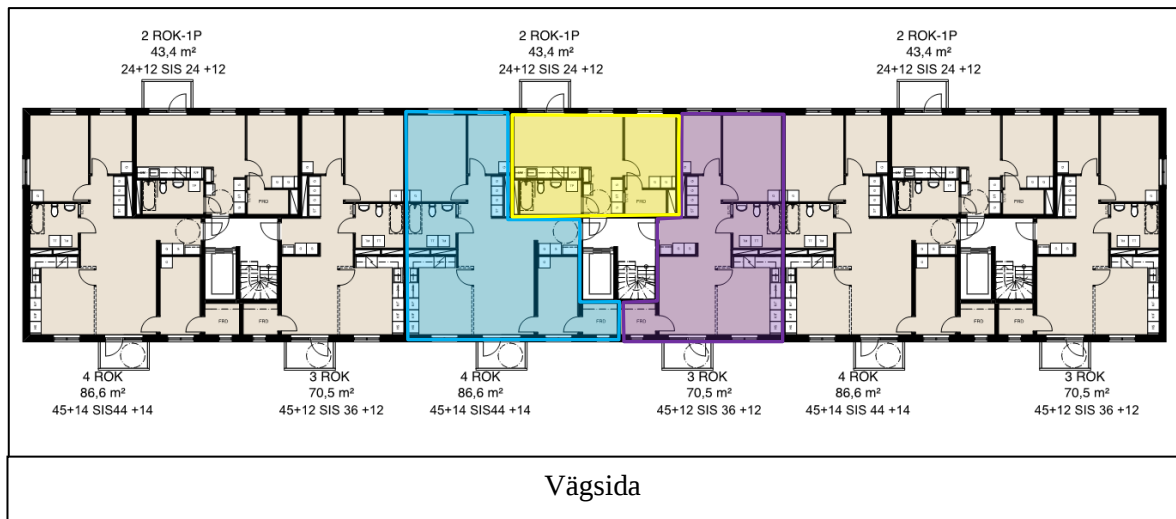 2 ROK-1P
43,4 m²
24+12 SIS 24 +12
2 ROK-1P
43,4 m²
24+12 SIS 24 +12
2 ROK-1P
43,4 m²
24+12 SIS 24 +12
FRD
FRD
FRD
FRD
FRD
FRD
FRD
FRD
FRD
4 ROK
86,6 m²
45+14 SIS44 +14
3 ROK
70,5 m²
45+12 SIS 36 +12
4 ROK
86,6 m²
45+14 SIS44 +14
3 ROK
70,5 m²
45+12 SIS 36 +12
4 ROK
86,6 m²
45+14 SIS 44 +14
3 ROK
70,5 m²
45+12 SIS 36 +12
Vägsida